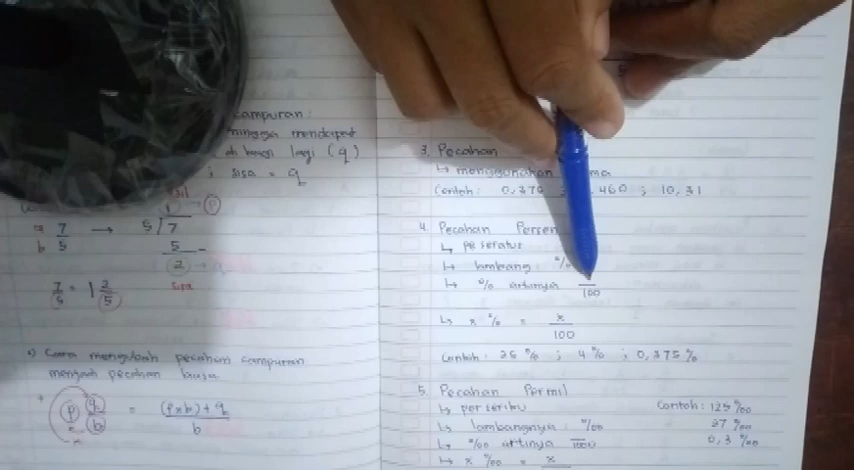 campuran:
hingga mendapat
lagi (q)
; sisa = q
(p)
a 7/5 → 5/7
b
5 -
2
sisa
7/5 = 1 2/5
Cara mengubah pecahan campuran
menjadi pecahan biasa
p q/b = (p×b)+q / b
3. Pecahan
↳ menggunakan
Contoh: 0,375 ; 460 ; 10,31
4. Pecahan Persen
↳ per seratus
↳ lambang: %
↳ % artinya /100
↳ x % = x/100
Contoh: 25 % ; 4 % ; 0,375 %
5. Pecahan Permil
↳ per seribu
Contoh: 125 ‰
↳ lambangnya: ‰
27 ‰
↳ ‰ artinya /1000
0,3 ‰
↳ x ‰ = x